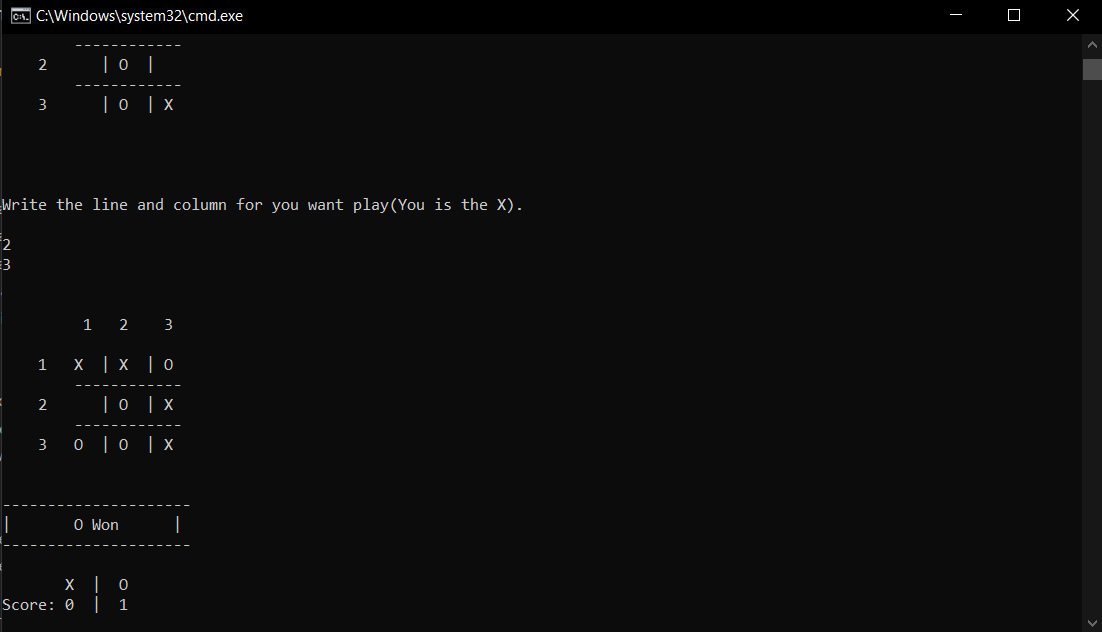 C:\Windows\system32\cmd.exe
------------
2 | O |
------------
3 | O | X
Write the line and column for you want play(You is the X).
2
3
1 2 3
1 X | X | O
------------
2 | O | X
------------
3 O | O | X
---------------------
| O Won |
---------------------
X | O
Score: 0 | 1